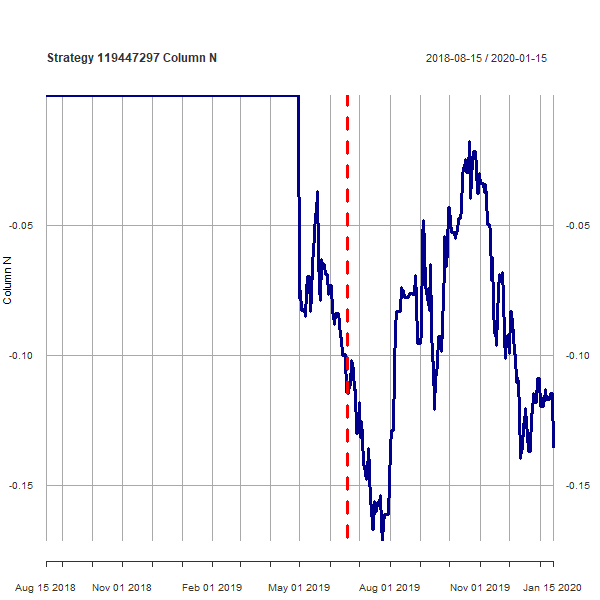 Strategy 119447297 Column N
2018-08-15 / 2020-01-15
-0.05
-0.05
Column N
-0.10
-0.10
-0.15
-0.15
Aug 15 2018
Nov 01 2018
Feb 01 2019
May 01 2019
Aug 01 2019
Nov 01 2019
Jan 15 2020